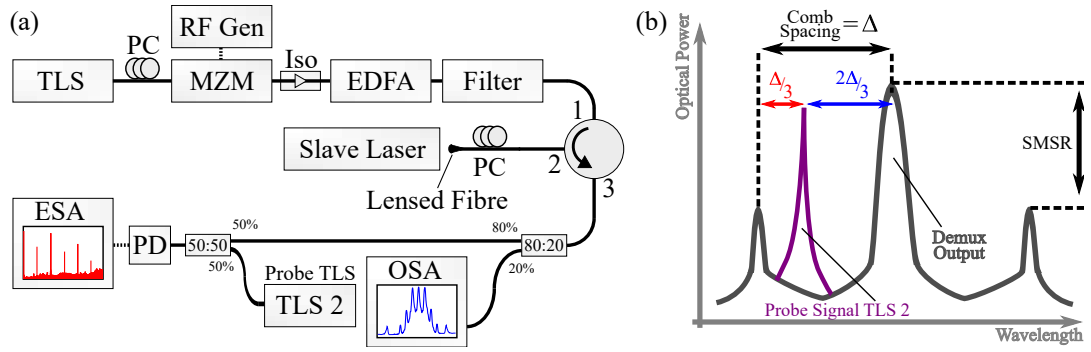 (a)
RF Gen
PC
Iso
TLS
MZM
EDFA
Filter
1
Slave Laser
PC
2
3
Lensed Fibre
ESA
50%
80%
PD
50:50
80:20
50%
Probe TLS
20%
TLS 2
OSA
(b)
Comb
Spacing = Δ
Optical Power
Δ/3
2Δ/3
SMSR
Demux
Output
Probe Signal TLS 2
Wavelength